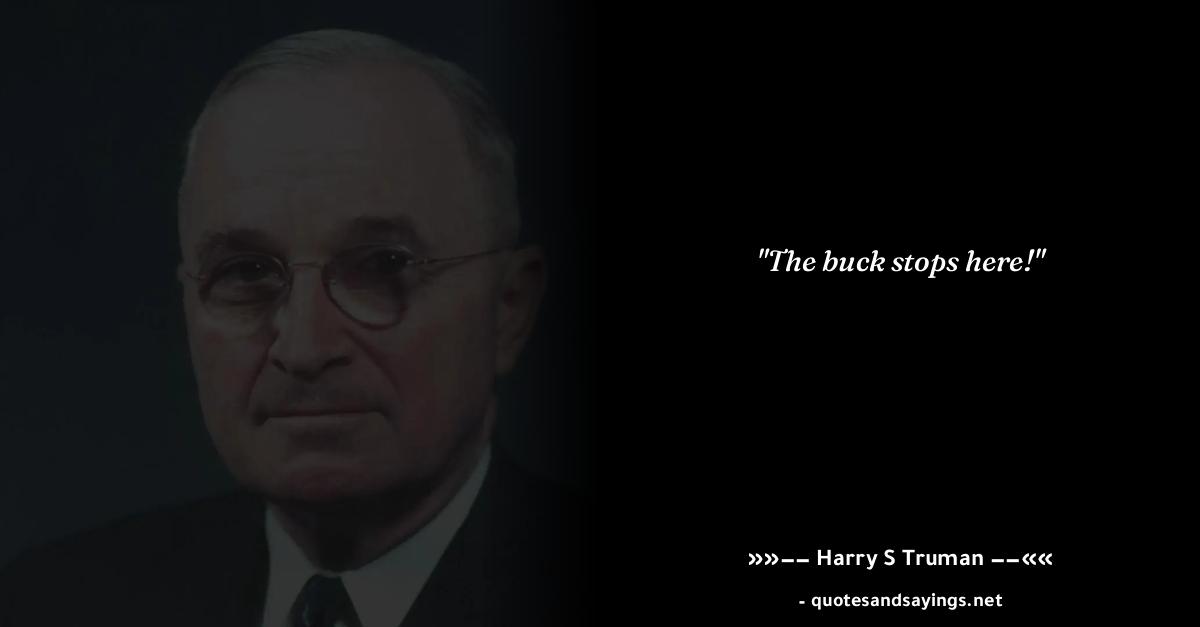 "The buck stops here!"
»»−− Harry S Truman −−««
- quotesandsayings.net